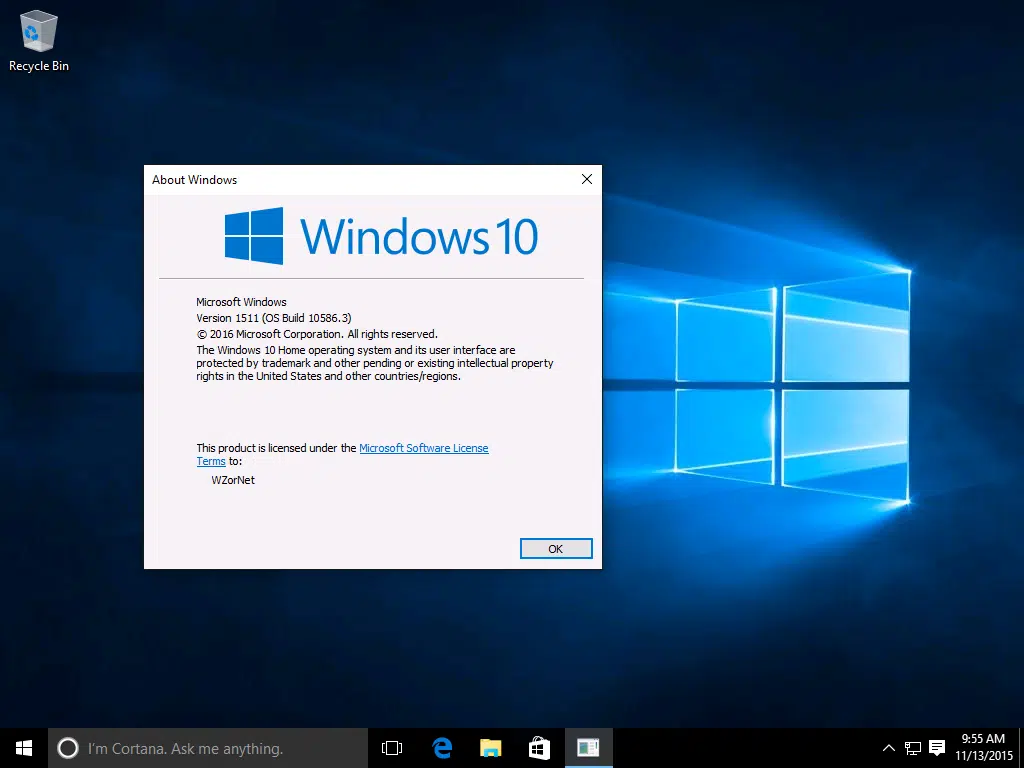 Recycle Bin
About Windows
Windows 10
Microsoft Windows
Version 1511 (OS Build 10586.3)
© 2016 Microsoft Corporation. All rights reserved.
The Windows 10 Home operating system and its user interface are
protected by trademark and other pending or existing intellectual property
rights in the United States and other countries/regions.
This product is licensed under the Microsoft Software License
Terms to:
WZorNet
OK
I'm Cortana. Ask me anything.
9:55 AM
11/13/2015